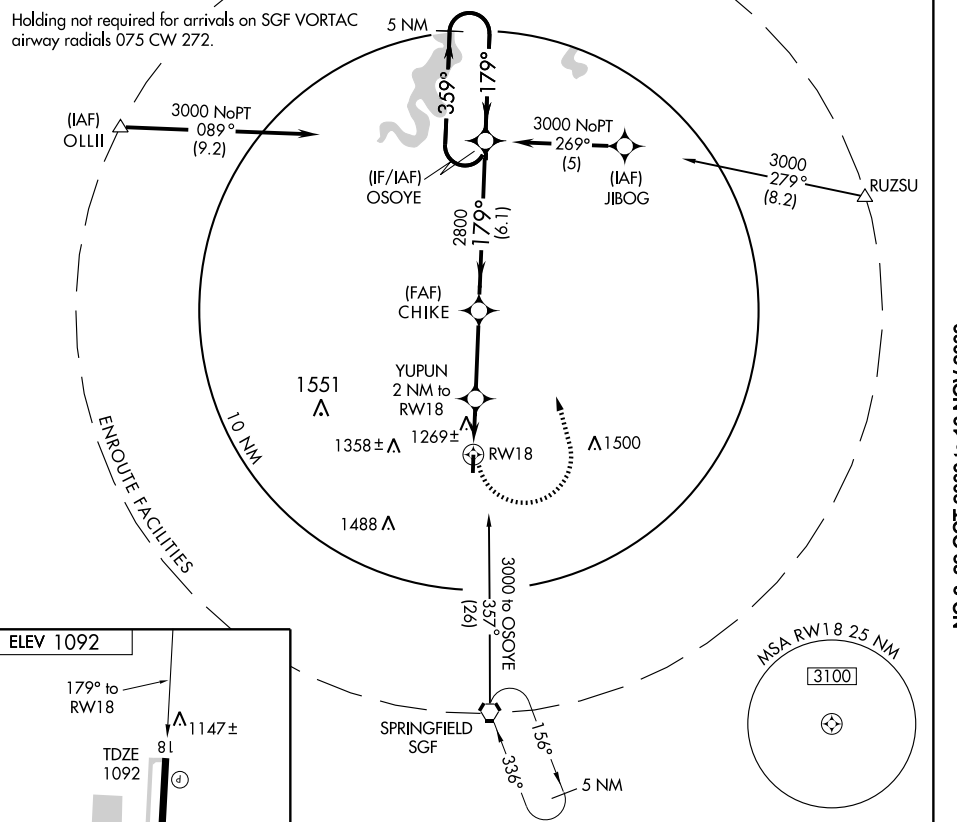 Holding not required for arrivals on SGF VORTAC
airway radials 075 CW 272.
5 NM
359°
179°
(IAF)
OLLII
3000 NoPT
089°
(9.2)
3000 NoPT
269°
(5)
(IAF)
JIBOG
3000
279°
(8.2)
RUZSU
(IF/IAF)
OSOYE
2800
179°
(6.1)
(FAF)
CHIKE
YUPUN
2 NM to
RW18
1551
1358±
1269±
RW18
1500
1488
10 NM
ENROUTE FACILITIES
3000 to OSOYE
357°
(26)
SPRINGFIELD
SGF
156°
336°
5 NM
MSA RW18 25 NM
3100
ELEV 1092
179° to
RW18
1147±
18
TDZE
1092
P